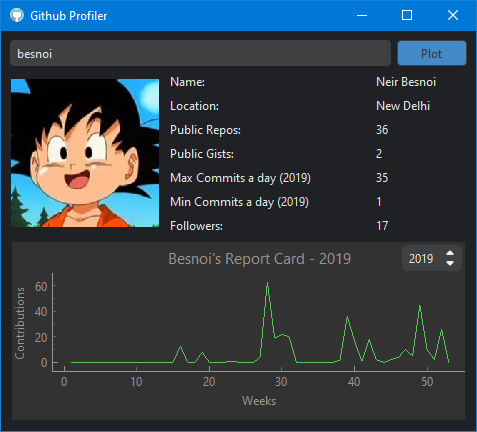 Github Profiler
besnoi
Plot
Name: Neir Besnoi
Location: New Delhi
Public Repos: 36
Public Gists: 2
Max Commits a day (2019) 35
Min Commits a day (2019) 1
Followers: 17
Besnoi's Report Card - 2019
2019
Contributions
60
40
20
0
0 10 20 30 40 50
Weeks